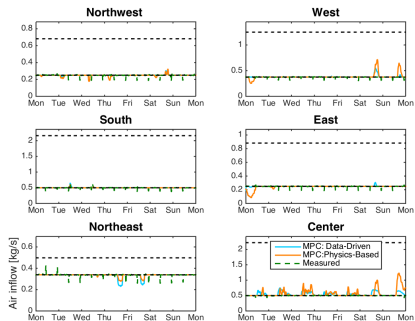 Northwest
0.8
0.6
0.4
0.2
0
Mon Tue Wed Thu Fri Sat Sun Mon
West
1
0.5
0
Mon Tue Wed Thu Fri Sat Sun Mon
South
2
1.5
1
0.5
0
Mon Tue Wed Thu Fri Sat Sun Mon
East
1
0.8
0.6
0.4
0.2
0
Mon Tue Wed Thu Fri Sat Sun Mon
Northeast
Air inflow [kg/s]
0.6
0.4
0.2
0
Mon Tue Wed Thu Fri Sat Sun Mon
Center
MPC: Data-Driven
MPC:Physics-Based
Measured
2
1.5
1
0.5
0
Mon Tue Wed Thu Fri Sat Sun Mon